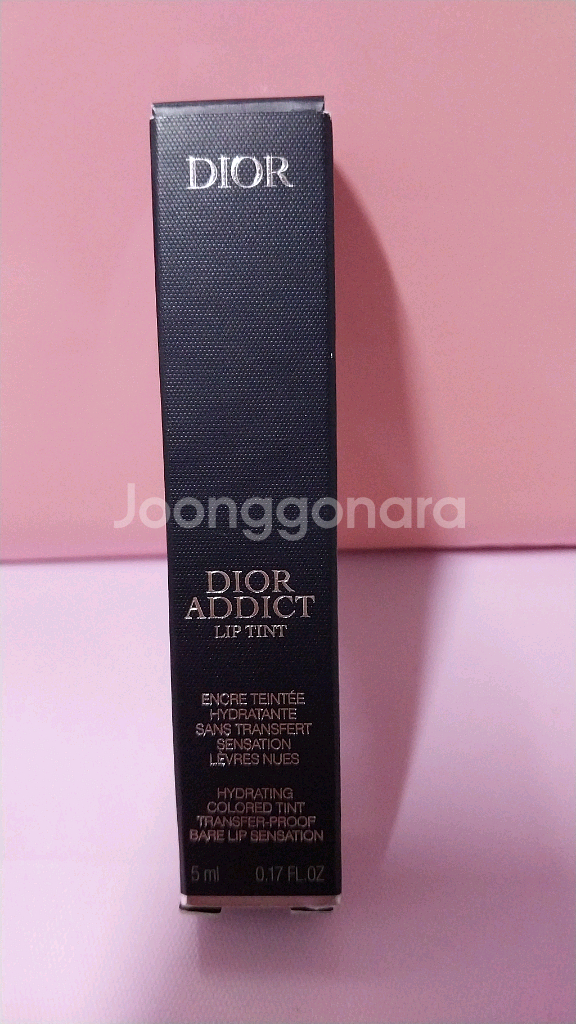 DIOR
Joonggonara
DIOR
ADDICT
LIP TINT
ENCRE TEINTÉE
HYDRATANTE
SANS TRANSFERT
SENSATION
LÈVRES NUES
HYDRATING
COLORED TINT
TRANSFER-PROOF
BARE LIP SENSATION
5 ml 0.17 FL.OZ